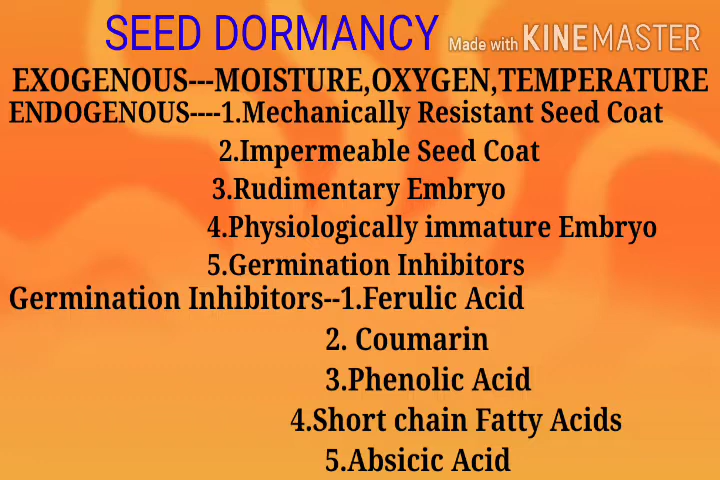 SEED DORMANCY
Made with KINEMASTER
EXOGENOUS---MOISTURE,OXYGEN,TEMPERATURE
ENDOGENOUS----1.Mechanically Resistant Seed Coat
2.Impermeable Seed Coat
3.Rudimentary Embryo
4.Physiologically immature Embryo
5.Germination Inhibitors
Germination Inhibitors--1.Ferulic Acid
2. Coumarin
3.Phenolic Acid
4.Short chain Fatty Acids
5.Absicic Acid